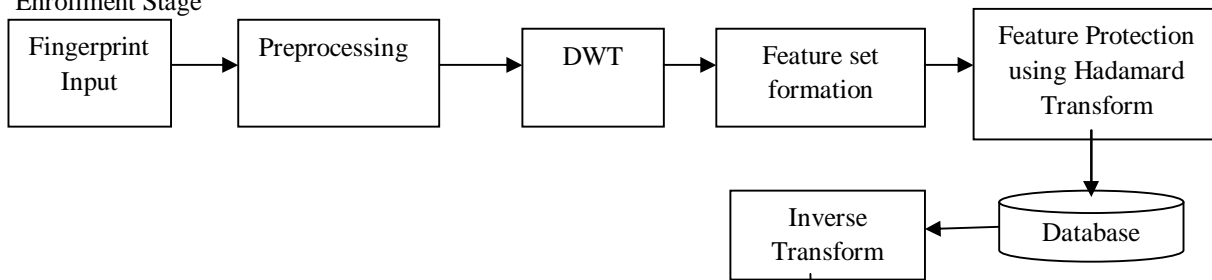 Enrollment Stage
Fingerprint
Input
Preprocessing
DWT
Feature set
formation
Feature Protection
using Hadamard
Transform
Inverse
Transform
Database